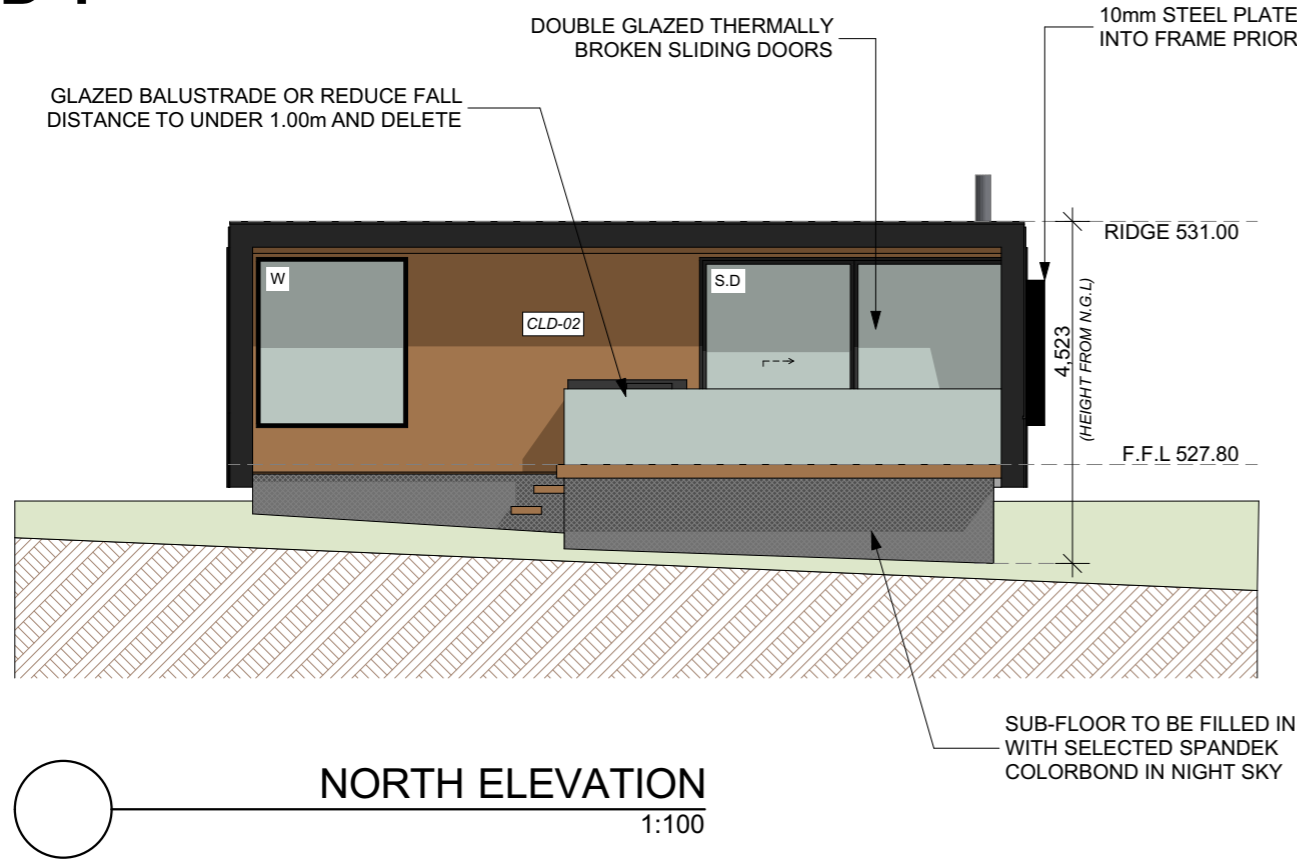 DOUBLE GLAZED THERMALLY
BROKEN SLIDING DOORS
10mm STEEL PLATE
INTO FRAME PRIOR
GLAZED BALUSTRADE OR REDUCE FALL
DISTANCE TO UNDER 1.00m AND DELETE
RIDGE 531.00
W
S.D
CLD-02
4,523
(HEIGHT FROM N.G.L)
F.F.L 527.80
SUB-FLOOR TO BE FILLED IN
WITH SELECTED SPANDEK
COLORBOND IN NIGHT SKY
NORTH ELEVATION
1:100